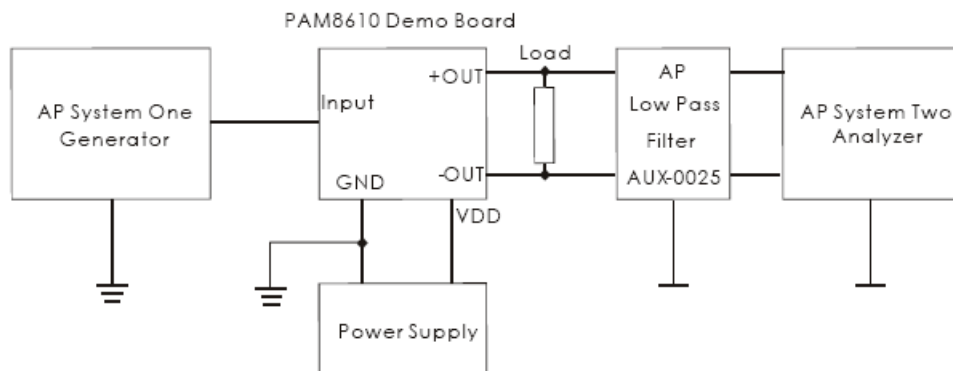 PAM8610 Demo Board
AP System One
Generator
Input
+OUT
-OUT
GND
VDD
Load
AP
Low Pass
Filter
AUX-0025
AP System Two
Analyzer
Power Supply